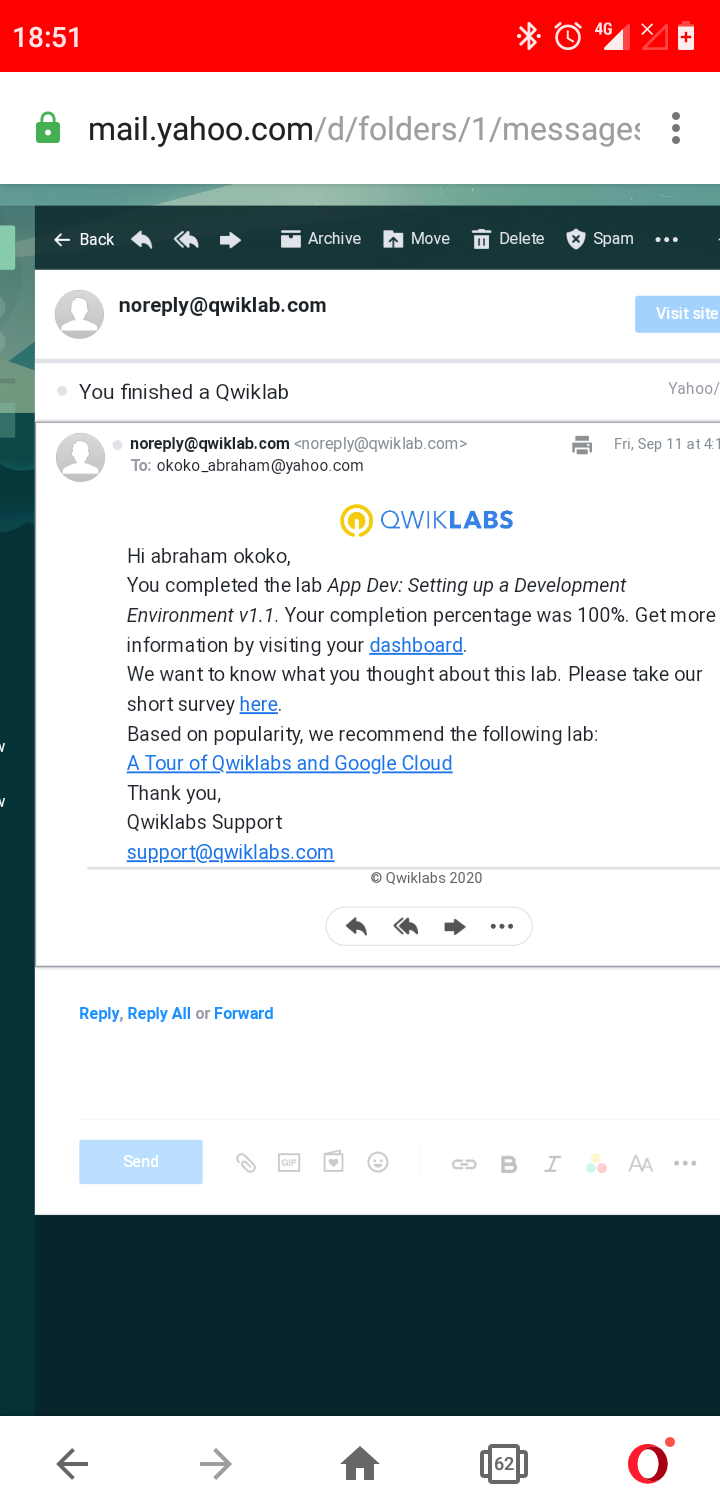 18:51
4G
mail.yahoo.com/d/folders/1/messages
Back
Archive
Move
Delete
Spam
noreply@qwiklab.com
Visit site
You finished a Qwiklab
Yahoo/
noreply@qwiklab.com <noreply@qwiklab.com>
Fri, Sep 11 at 4:1
To: okoko_abraham@yahoo.com
QWIKLABS
Hi abraham okoko,
You completed the lab App Dev: Setting up a Development
Environment v1.1. Your completion percentage was 100%. Get more
information by visiting your dashboard.
We want to know what you thought about this lab. Please take our
short survey here.
Based on popularity, we recommend the following lab:
A Tour of Qwiklabs and Google Cloud
Thank you,
Qwiklabs Support
support@qwiklabs.com
© Qwiklabs 2020
Reply, Reply All or Forward
Send
GIF
B
I
AA
62